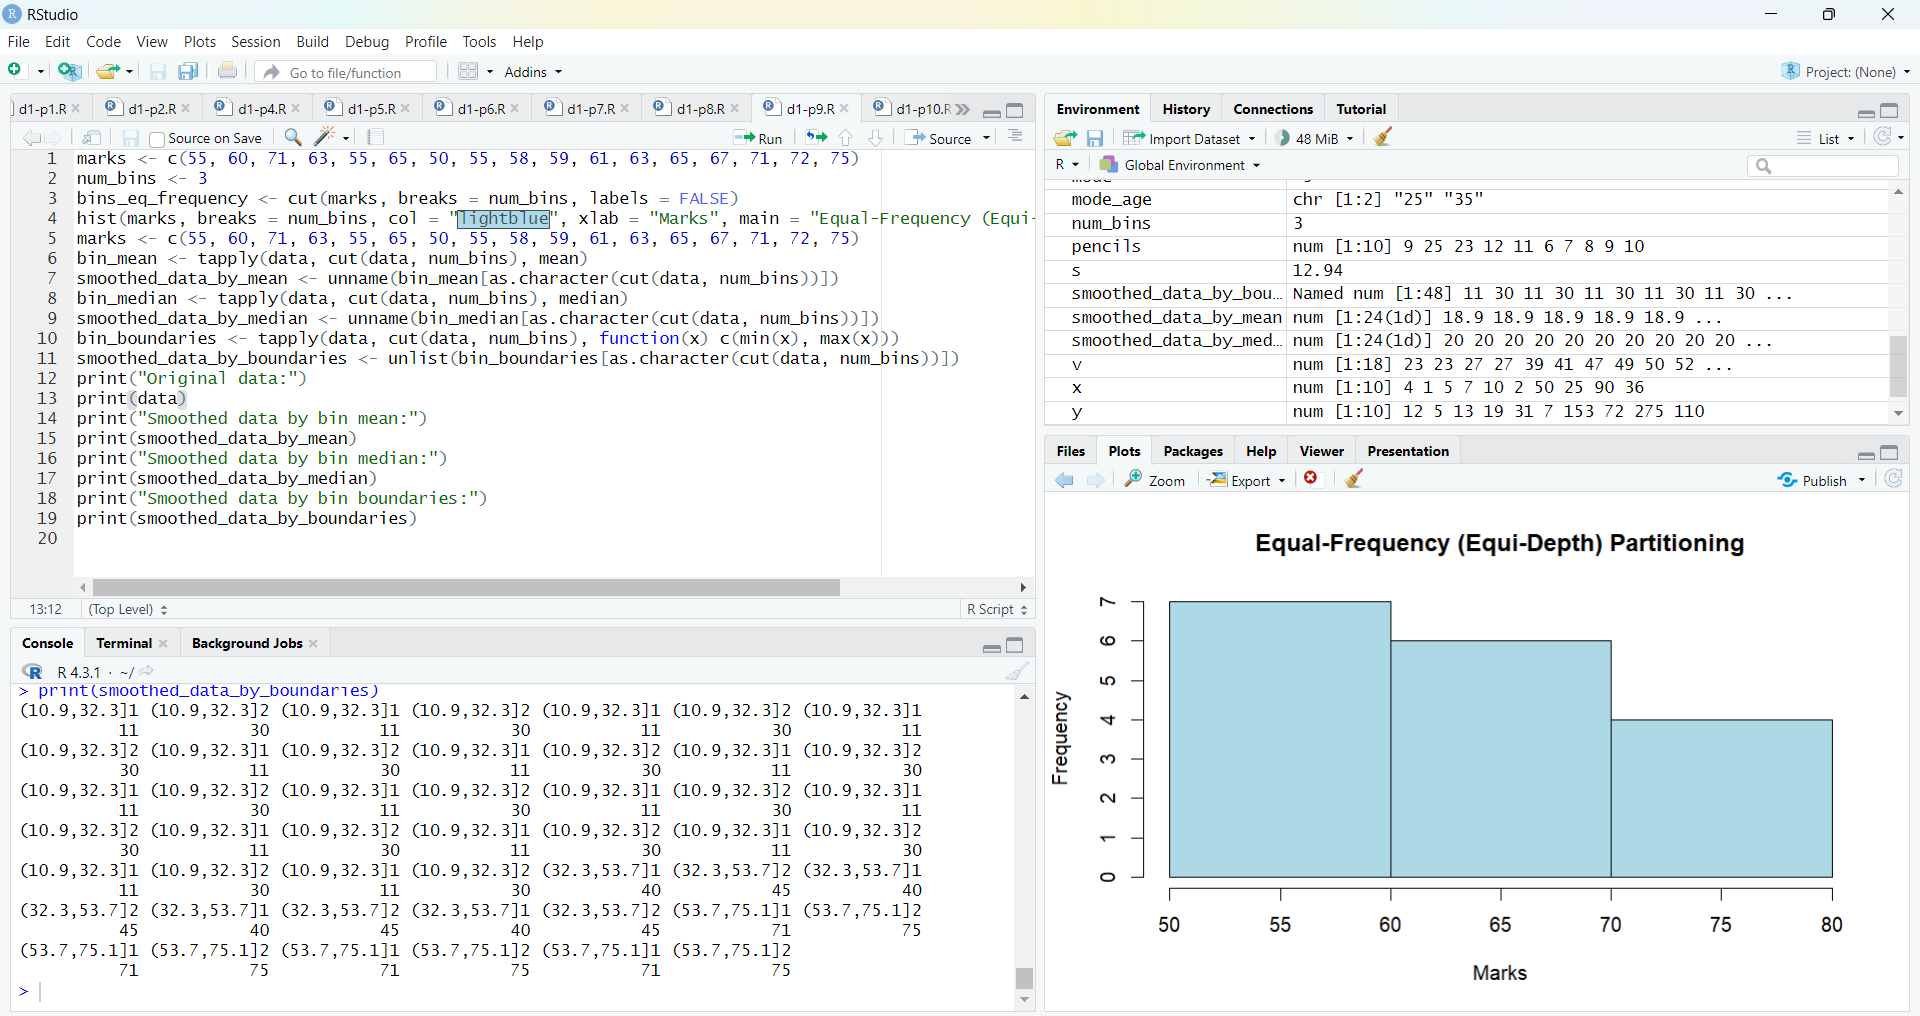 RStudio
File Edit Code View Plots Session Build Debug Profile Tools Help
Go to file/function Addins Project: (None)
d1-p1.R d1-p2.R d1-p4.R d1-p5.R d1-p6.R d1-p7.R d1-p8.R d1-p9.R d1-p10.R
Source on Save Run Source
1 marks <- c(55, 60, 71, 63, 55, 65, 50, 55, 58, 59, 61, 63, 65, 67, 71, 72, 75)
2 num_bins <- 3
3 bins_eq_frequency <- cut(marks, breaks = num_bins, labels = FALSE)
4 hist(marks, breaks = num_bins, col = "lightblue", xlab = "Marks", main = "Equal-Frequency (Equi-
5 marks <- c(55, 60, 71, 63, 55, 65, 50, 55, 58, 59, 61, 63, 65, 67, 71, 72, 75)
6 bin_mean <- tapply(data, cut(data, num_bins), mean)
7 smoothed_data_by_mean <- unname(bin_mean[as.character(cut(data, num_bins))])
8 bin_median <- tapply(data, cut(data, num_bins), median)
9 smoothed_data_by_median <- unname(bin_median[as.character(cut(data, num_bins))])
10 bin_boundaries <- tapply(data, cut(data, num_bins), function(x) c(min(x), max(x)))
11 smoothed_data_by_boundaries <- unlist(bin_boundaries[as.character(cut(data, num_bins))])
12 print("Original data:")
13 print(data)
14 print("Smoothed data by bin mean:")
15 print(smoothed_data_by_mean)
16 print("Smoothed data by bin median:")
17 print(smoothed_data_by_median)
18 print("Smoothed data by bin boundaries:")
19 print(smoothed_data_by_boundaries)
20
13:12 (Top Level) R Script
Console Terminal Background Jobs
R 4.3.1 · ~/
> print(smoothed_data_by_boundaries)
(10.9,32.3]1 (10.9,32.3]2 (10.9,32.3]1 (10.9,32.3]2 (10.9,32.3]1 (10.9,32.3]2 (10.9,32.3]1
11 30 11 30 11 30 11
(10.9,32.3]2 (10.9,32.3]1 (10.9,32.3]2 (10.9,32.3]1 (10.9,32.3]2 (10.9,32.3]1 (10.9,32.3]2
30 11 30 11 30 11 30
(10.9,32.3]1 (10.9,32.3]2 (10.9,32.3]1 (10.9,32.3]2 (10.9,32.3]1 (10.9,32.3]2 (10.9,32.3]1
11 30 11 30 11 30 11
(10.9,32.3]2 (10.9,32.3]1 (10.9,32.3]2 (10.9,32.3]1 (10.9,32.3]2 (10.9,32.3]1 (10.9,32.3]2
30 11 30 11 30 11 30
(10.9,32.3]1 (10.9,32.3]2 (10.9,32.3]1 (10.9,32.3]2 (32.3,53.7]1 (32.3,53.7]2 (32.3,53.7]1
11 30 11 30 40 45 40
(32.3,53.7]2 (32.3,53.7]1 (32.3,53.7]2 (32.3,53.7]1 (32.3,53.7]2 (53.7,75.1]1 (53.7,75.1]2
45 40 45 40 45 71 75
(53.7,75.1]1 (53.7,75.1]2 (53.7,75.1]1 (53.7,75.1]2 (53.7,75.1]1 (53.7,75.1]2
71 75 71 75 71 75
>
Environment History Connections Tutorial
Import Dataset 48 MiB List
R Global Environment
mode_age chr [1:2] "25" "35"
num_bins 3
pencils num [1:10] 9 25 23 12 11 6 7 8 9 10
s 12.94
smoothed_data_by_bou… Named num [1:48] 11 30 11 30 11 30 11 30 11 30 ...
smoothed_data_by_mean num [1:24(1d)] 18.9 18.9 18.9 18.9 18.9 ...
smoothed_data_by_med… num [1:24(1d)] 20 20 20 20 20 20 20 20 20 20 ...
v num [1:18] 23 23 27 27 39 41 47 49 50 52 ...
x num [1:10] 4 1 5 7 10 2 50 25 90 36
y num [1:10] 12 5 13 19 31 7 153 72 275 110
Files Plots Packages Help Viewer Presentation
Zoom Export Publish
Equal-Frequency (Equi-Depth) Partitioning
Frequency
7
6
5
4
3
2
1
0
50 55 60 65 70 75 80
Marks